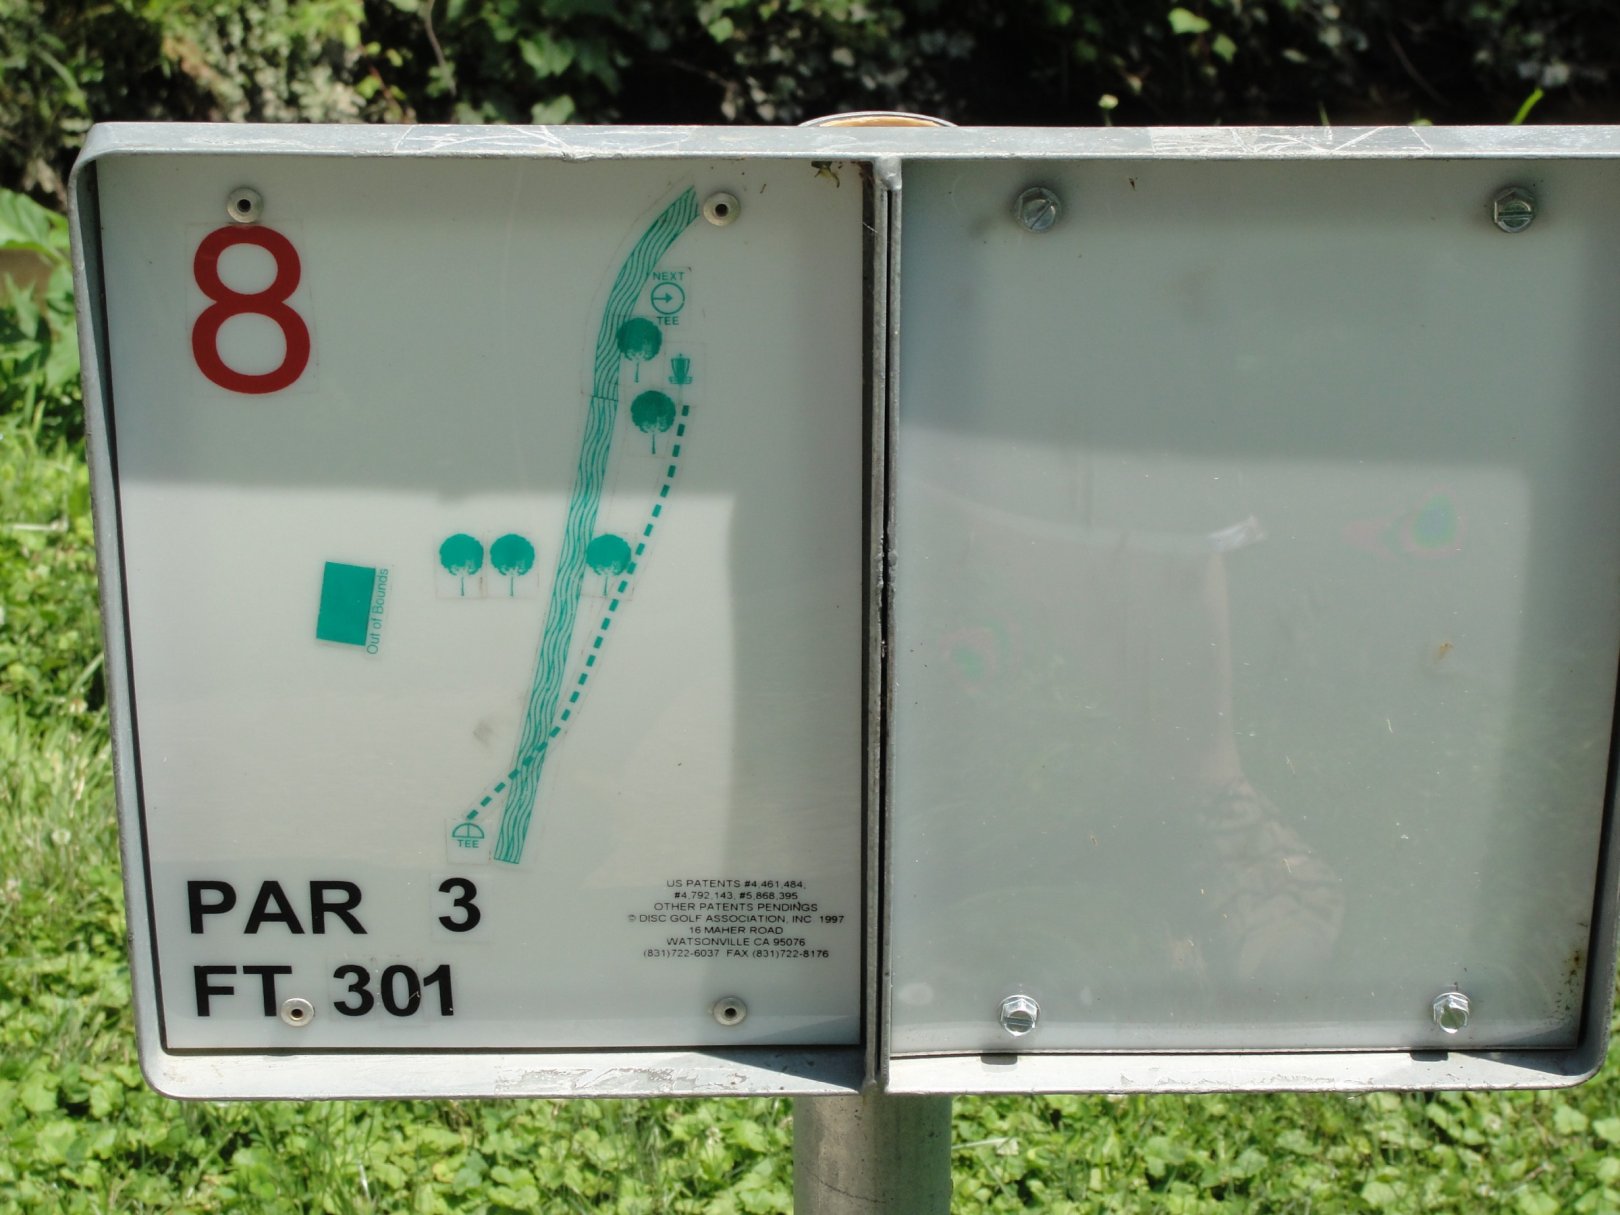 8
NEXT
TEE
Out of Bounds
TEE
PAR 3
FT. 301
US PATENTS #4,461,484,
#4,792,143, #5,868,395
OTHER PATENTS PENDINGS
© DISC GOLF ASSOCIATION, INC 1997
16 MAHER ROAD
WATSONVILLE CA 95076
(831)722-6037 FAX (831)722-8176